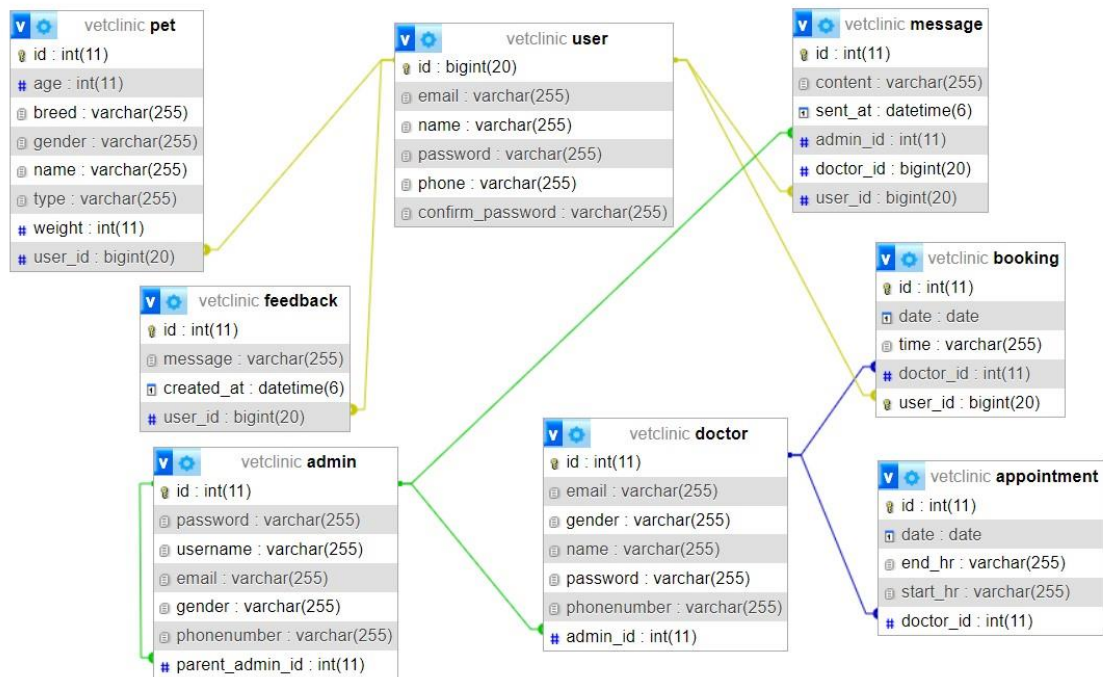 v vetclinic pet
id : int(11)
# age : int(11)
breed : varchar(255)
gender : varchar(255)
name : varchar(255)
type : varchar(255)
# weight : int(11)
# user_id : bigint(20)
v vetclinic user
id : bigint(20)
email : varchar(255)
name : varchar(255)
password : varchar(255)
phone : varchar(255)
confirm_password : varchar(255)
v vetclinic message
id : int(11)
content : varchar(255)
sent_at : datetime(6)
# admin_id : int(11)
# doctor_id : bigint(20)
# user_id : bigint(20)
v vetclinic feedback
id : int(11)
message : varchar(255)
created_at : datetime(6)
# user_id : bigint(20)
v vetclinic booking
id : int(11)
date : date
time : varchar(255)
# doctor_id : int(11)
user_id : bigint(20)
v vetclinic admin
id : int(11)
password : varchar(255)
username : varchar(255)
email : varchar(255)
gender : varchar(255)
phonenumber : varchar(255)
# parent_admin_id : int(11)
v vetclinic doctor
id : int(11)
email : varchar(255)
gender : varchar(255)
name : varchar(255)
password : varchar(255)
phonenumber : varchar(255)
# admin_id : int(11)
v vetclinic appointment
id : int(11)
date : date
end_hr : varchar(255)
start_hr : varchar(255)
# doctor_id : int(11)